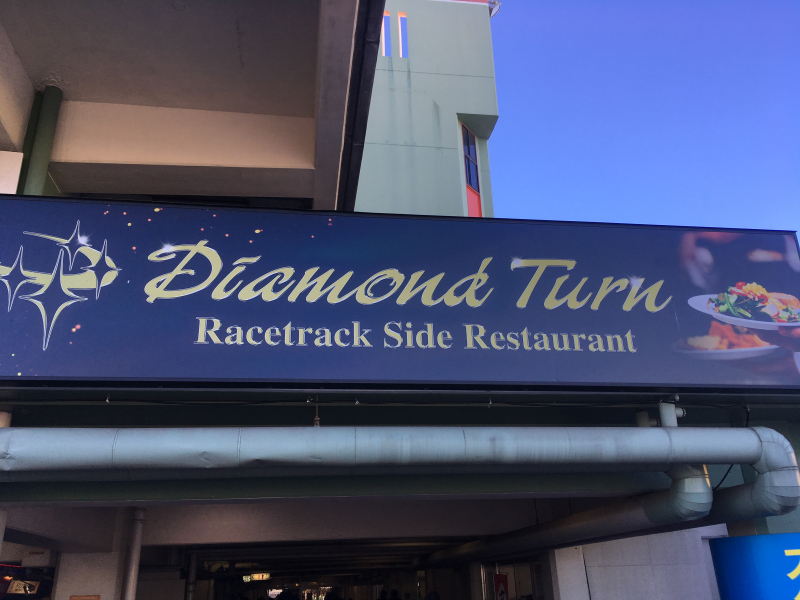 Diamond Turn
Racetrack Side Restaurant